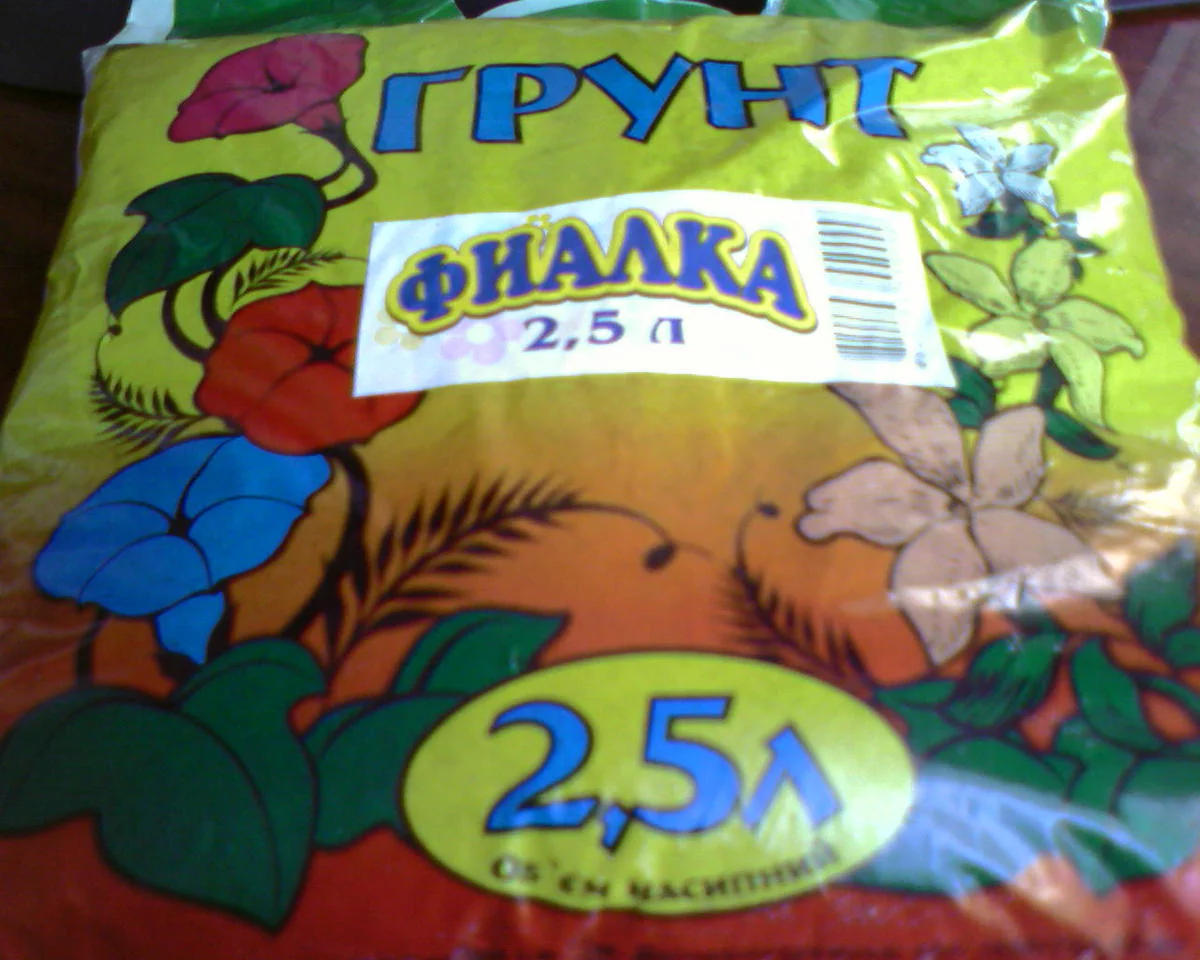 ГРУНТ
ФИАЛКА
2,5 л
2,5л
Об`єм насипний